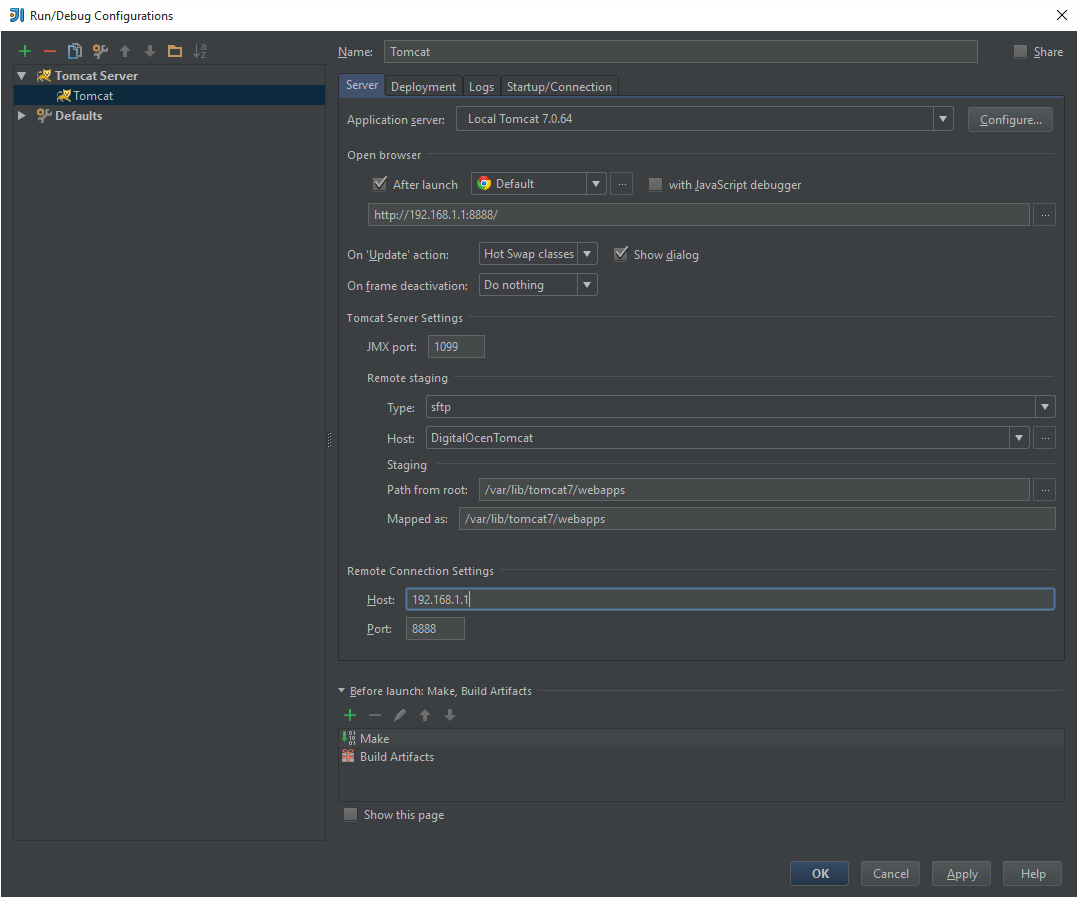 Run/Debug Configurations
Name: Tomcat Share
Tomcat Server
Tomcat
Defaults
Server Deployment Logs Startup/Connection
Application server: Local Tomcat 7.0.64 Configure...
Open browser
After launch Default ... with JavaScript debugger
http://192.168.1.1:8888/ ...
On 'Update' action: Hot Swap classes Show dialog
On frame deactivation: Do nothing
Tomcat Server Settings
JMX port: 1099
Remote staging
Type: sftp
Host: DigitalOcenTomcat ...
Staging
Path from root: /var/lib/tomcat7/webapps ...
Mapped as: /var/lib/tomcat7/webapps
Remote Connection Settings
Host: 192.168.1.1
Port: 8888
Before launch: Make, Build Artifacts
Make
Build Artifacts
Show this page
OK Cancel Apply Help